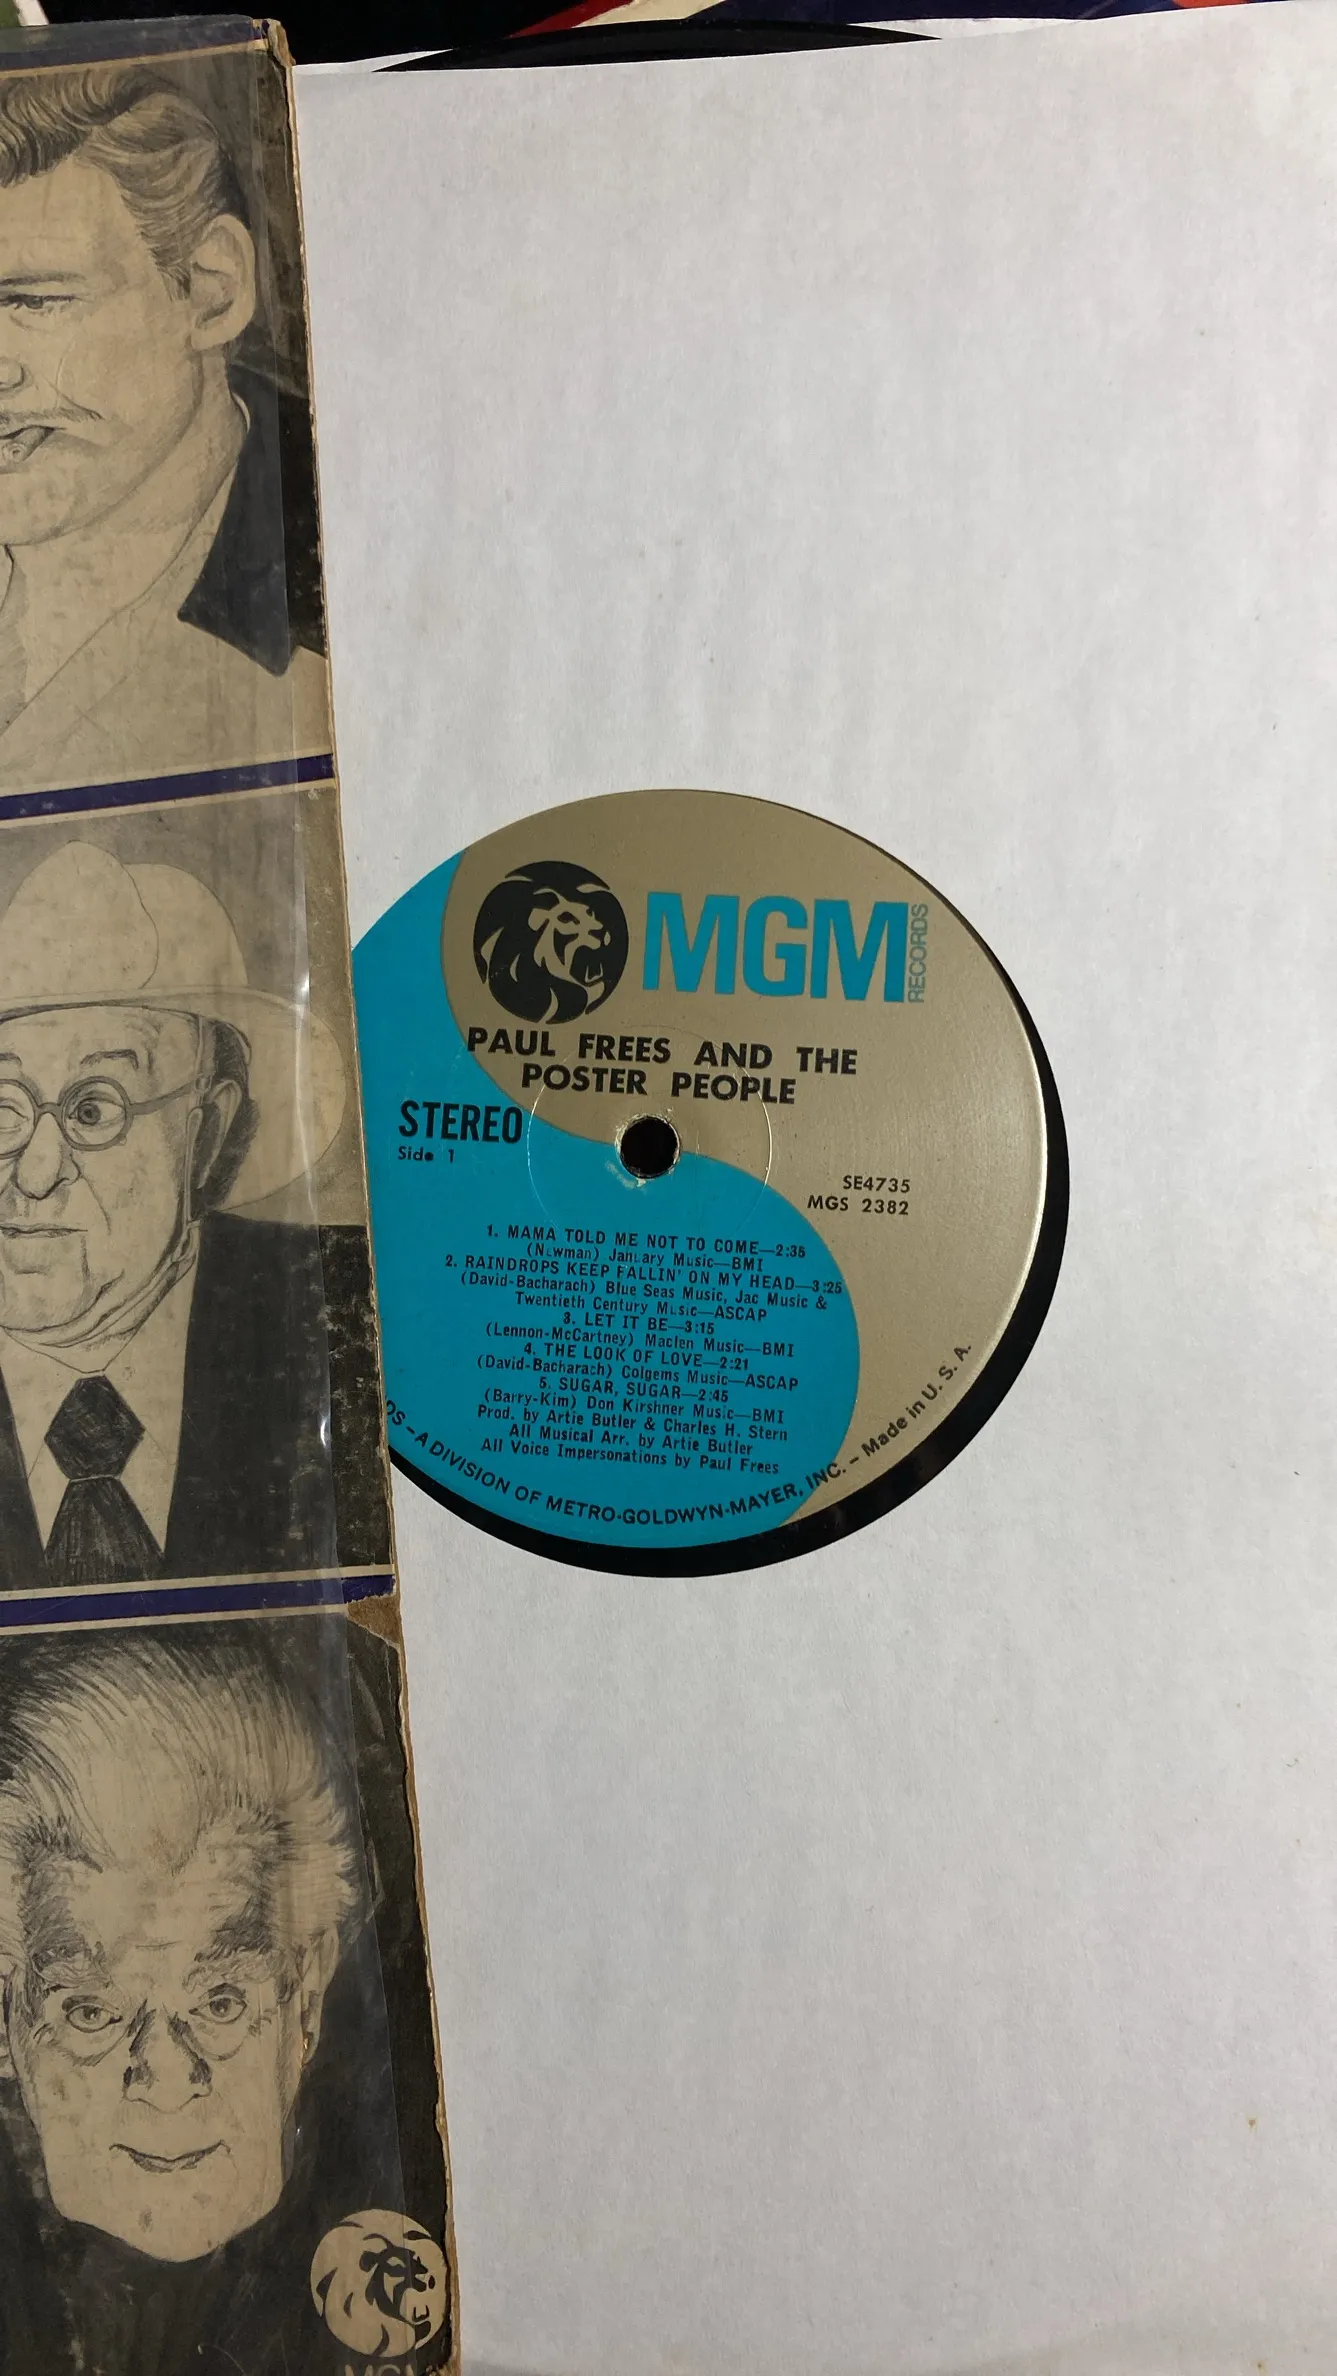 MGM RECORDS
PAUL FREES AND THE
POSTER PEOPLE
STEREO
Side 1
SE4735
MGS 2382
1. MAMA TOLD ME NOT TO COME—2:35
(Newman) January Music—BMI
2. RAINDROPS KEEP FALLIN' ON MY HEAD—3:25
(David-Bacharach) Blue Seas Music, Jac Music &
Twentieth Century Music—ASCAP
3. LET IT BE—3:15
(Lennon-McCartney) Maclen Music—BMI
4. THE LOOK OF LOVE—2:21
(David-Bacharach) Colgems Music—ASCAP
5. SUGAR, SUGAR—2:45
(Barry-Kim) Don Kirshner Music—BMI
Prod. by Artie Butler & Charles H. Stern
All Musical Arr. by Artie Butler
All Voice Impersonations by Paul Frees
DS – A DIVISION OF METRO-GOLDWYN-MAYER, INC. – Made in U. S. A.
MGM